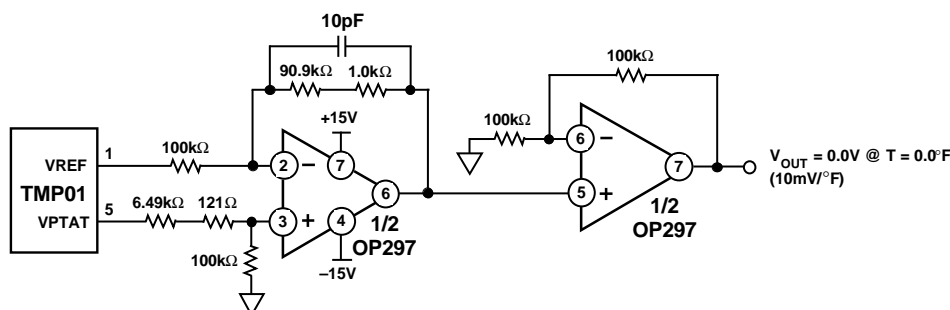 10pF
90.9kΩ 1.0kΩ
+15V
100kΩ
VREF
1
TMP01
VPTAT
5
6.49kΩ 121Ω
100kΩ
2
−
7
3
+
4
6
1/2
OP297
−15V
100kΩ
100kΩ
6
−
5
+
7
1/2
OP297
VOUT = 0.0V @ T = 0.0°F
(10mV/°F)